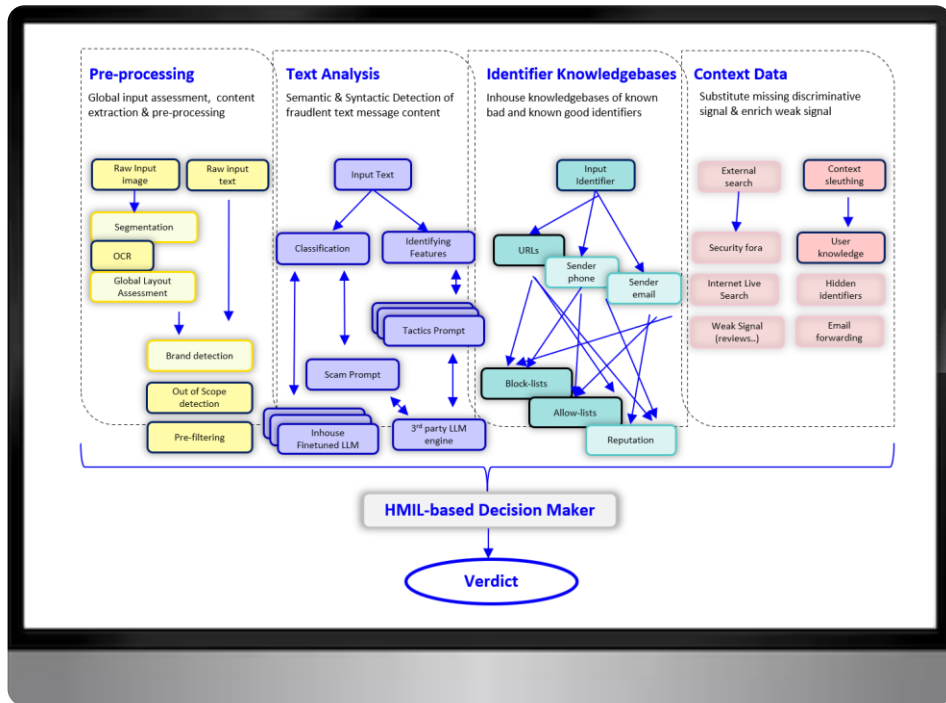 Pre-processing
Global input assessment, content
extraction & pre-processing
Raw Input
image
Raw input
text
Segmentation
OCR
Global Layout
Assessment
Brand detection
Out of Scope
detection
Pre-filtering
Text Analysis
Semantic & Syntactic Detection of
fraudlent text message content
Input Text
Classification
Identifying
Features
Tactics Prompt
Scam Prompt
Inhouse
Finetuned LLM
3rd party LLM
engine
Identifier Knowledgebases
Inhouse knowledgebases of known
bad and known good identifiers
Input
Identifier
URLs
Sender
phone
Sender
email
Block-lists
Allow-lists
Reputation
Context Data
Substitute missing discriminative
signal & enrich weak signal
External
search
Context
sleuthing
Security fora
User
knowledge
Internet Live
Search
Hidden
identifiers
Weak Signal
(reviews..)
Email
forwarding
HMIL-based Decision Maker
Verdict